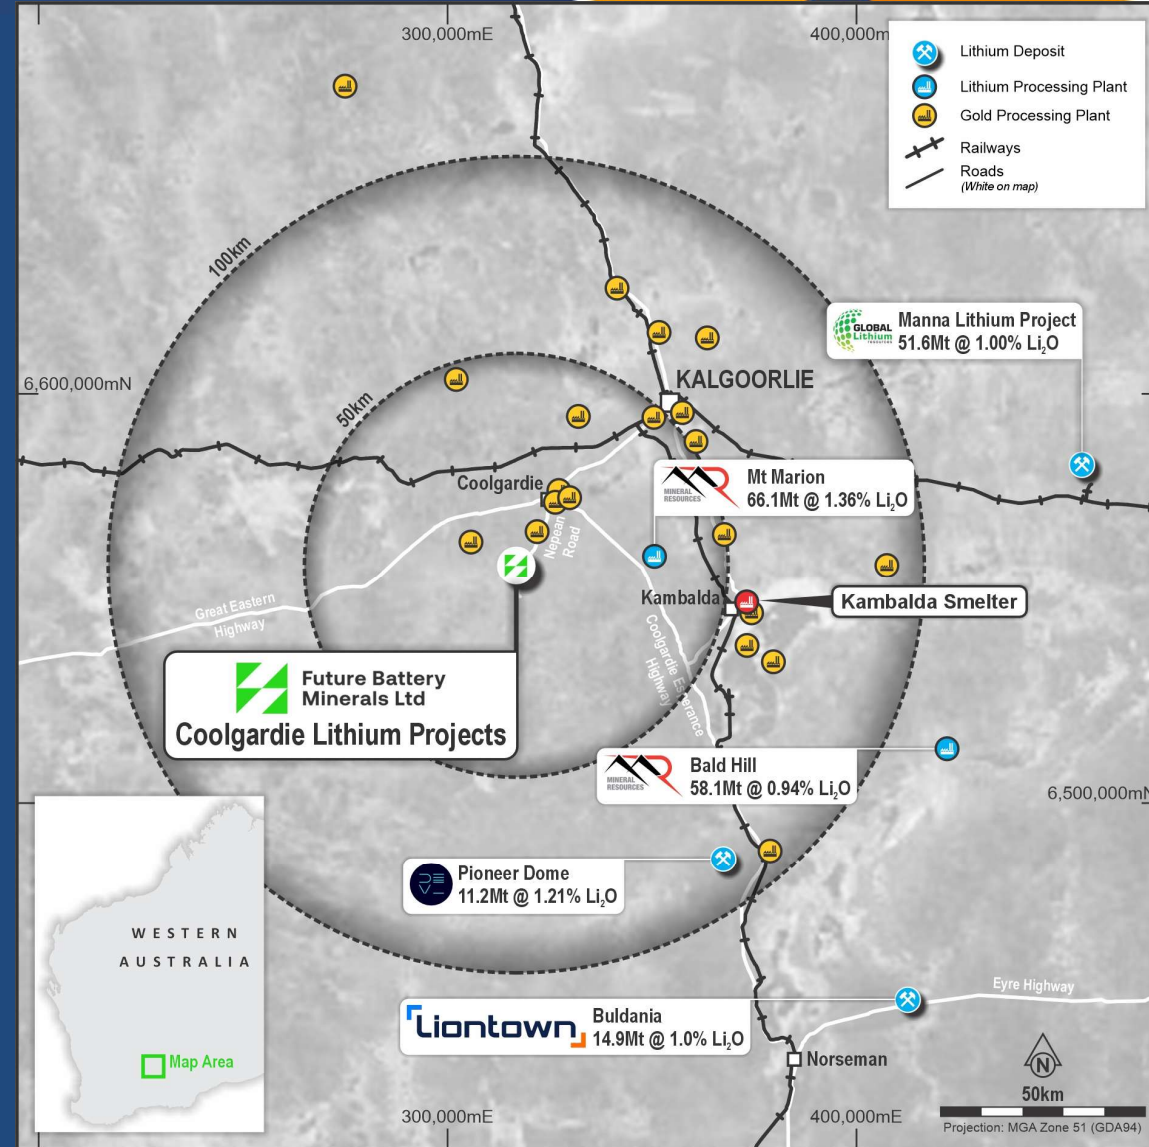 300,000mE
400,000m
Lithium Deposit
Lithium Processing Plant
Gold Processing Plant
Railways
Roads
(White on map)
100km
GLOBAL
Lithium
Manna Lithium Project
51.6Mt @ 1.00% Li₂O
6,600,000mN
50km
KALGOORLIE
Coolgardie
MINERAL
RESOURCES
Mt Marion
66.1Mt @ 1.36% Li₂O
Nepean
Road
Kambalda
Kambalda Smelter
Great Eastern
Highway
Coolgardie Esperance
Highway
Future Battery
Minerals Ltd
Coolgardie Lithium Projects
MINERAL
RESOURCES
Bald Hill
58.1Mt @ 0.94% Li₂O
6,500,000mN
Pioneer Dome
11.2Mt @ 1.21% Li₂O
WESTERN
AUSTRALIA
Map Area
Liontown
Buldania
14.9Mt @ 1.0% Li₂O
Eyre Highway
Norseman
N
50km
300,000mE
400,000mE
Projection: MGA Zone 51 (GDA94)